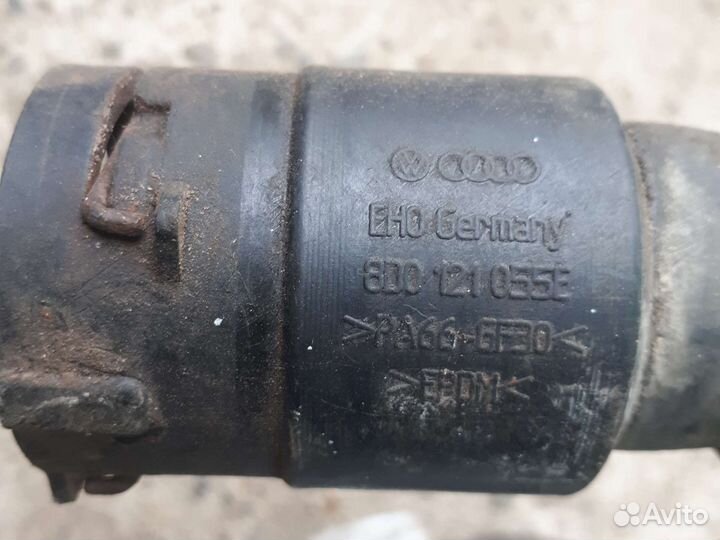 EHO Germany
8D0 121 055E
>PA66-GF30<
>EPDM<
Avito